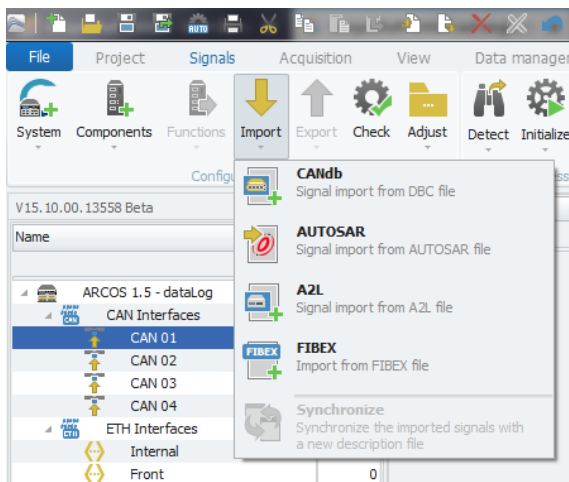 AUTO
File Project Signals Acquisition View Data manager
System Components Functions Import Export Check Adjust Detect Initialize
Configu
V15.10.00.13558 Beta
Name
CANdb
Signal import from DBC file
AUTOSAR
Signal import from AUTOSAR file
A2L
Signal import from A2L file
FIBEX
FIBEX
Import from FIBEX file
Synchronize
Synchronize the imported signals with
a new description file
ARCOS 1.5 - dataLog
CAN Interfaces
CAN 01
CAN 02
CAN 03
CAN 04
ETH Interfaces
Internal
Front 0